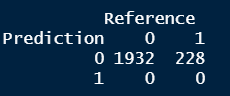 Reference
Prediction 0 1
0 1932 228
1 0 0